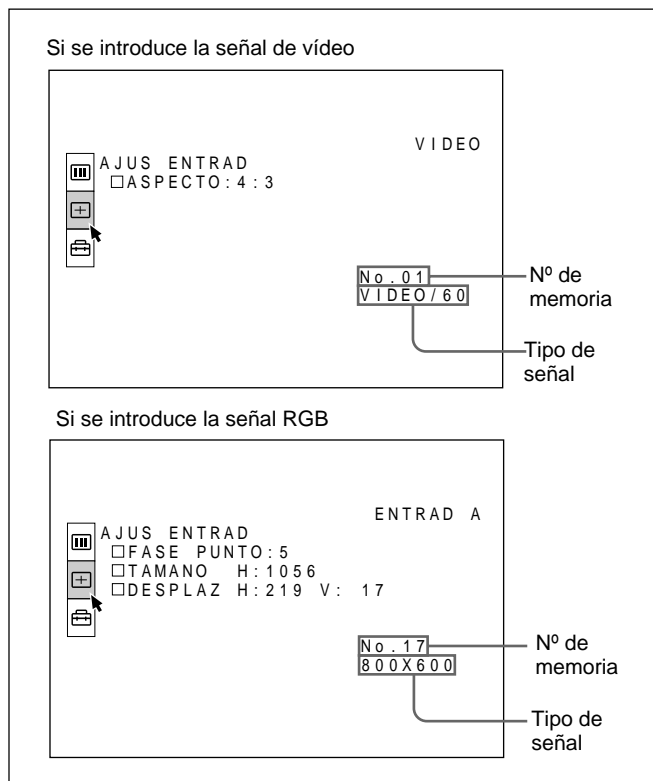 Si se introduce la señal de vídeo
VIDEO
AJUS ENTRAD
□ASPECTO:4:3
No.01
VIDEO/60
Nº de
memoria
Tipo de
señal
Si se introduce la señal RGB
ENTRAD A
AJUS ENTRAD
□FASE PUNTO:5
□TAMANO H:1056
□DESPLAZ H:219 V: 17
No.17
800X600
Nº de
memoria
Tipo de
señal